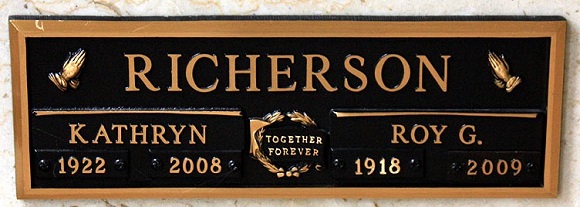 RICHERSON
KATHRYN
1922 2008
TOGETHER
FOREVER
ROY G.
1918 2009